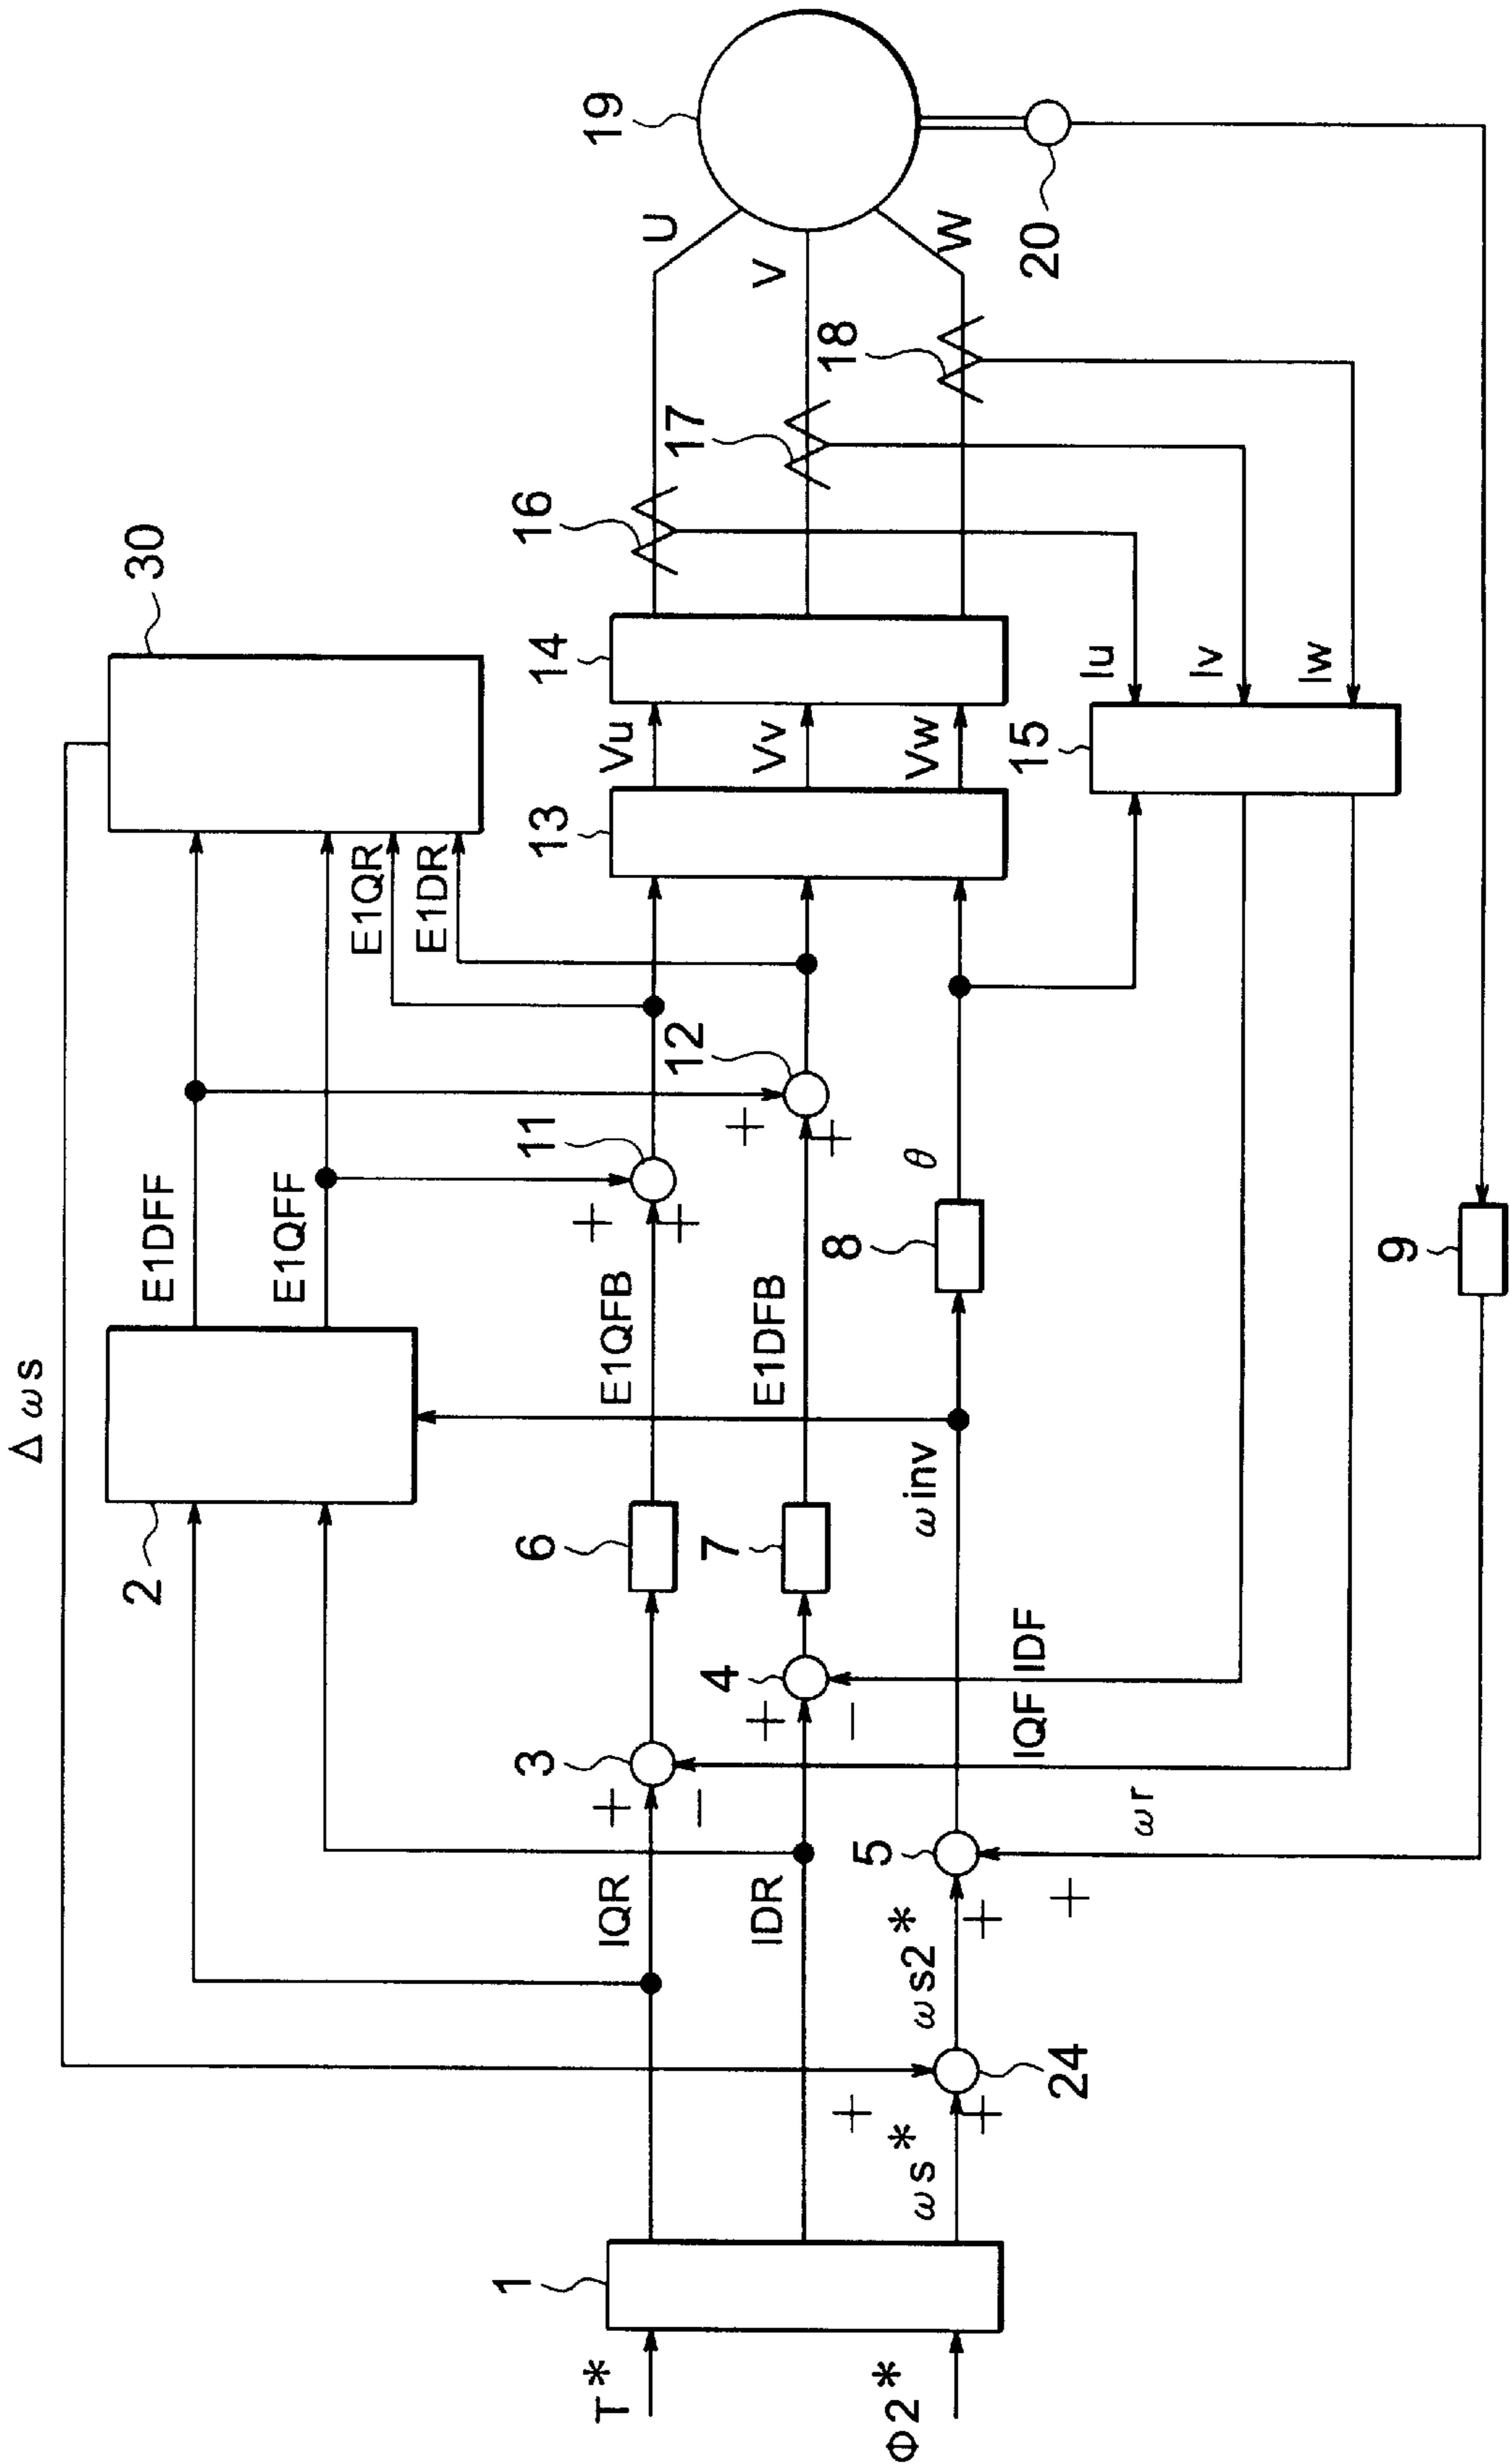 Δωs
30
2
E1DFF
E1QFF
E1QR
E1DR
19
U
V
W
20
16
17
18
14
13
Vu
Vv
Vw
11
12
+
+
+
+
6
E1QFB
7
E1DFB
8
θ
ωinv
3
+
−
4
+
−
IQR
IDR
1
T*
Φ2*
ωs*
+
+
24
ωs2*
+
+
5
ωr
IQF
IDF
15
Iu
Iv
Iw
9